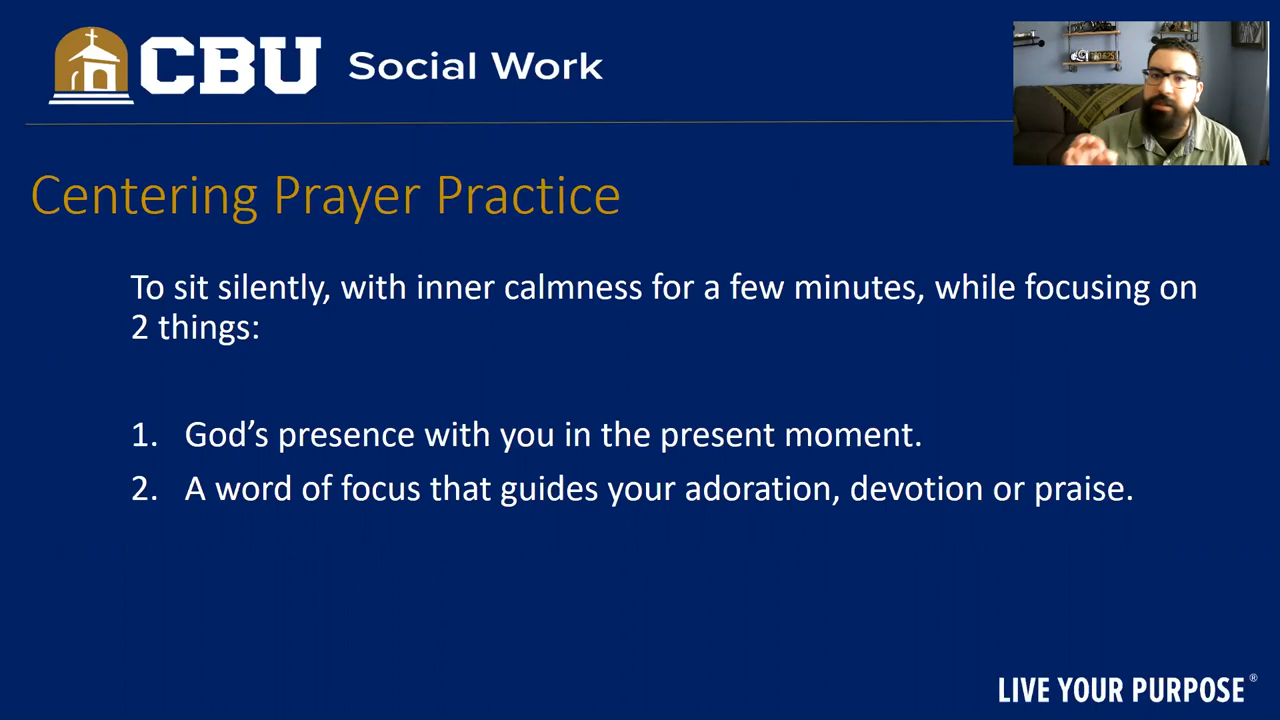 CBU Social Work
Centering Prayer Practice
To sit silently, with inner calmness for a few minutes, while focusing on
2 things:
1. God’s presence with you in the present moment.
2. A word of focus that guides your adoration, devotion or praise.
LIVE YOUR PURPOSE®